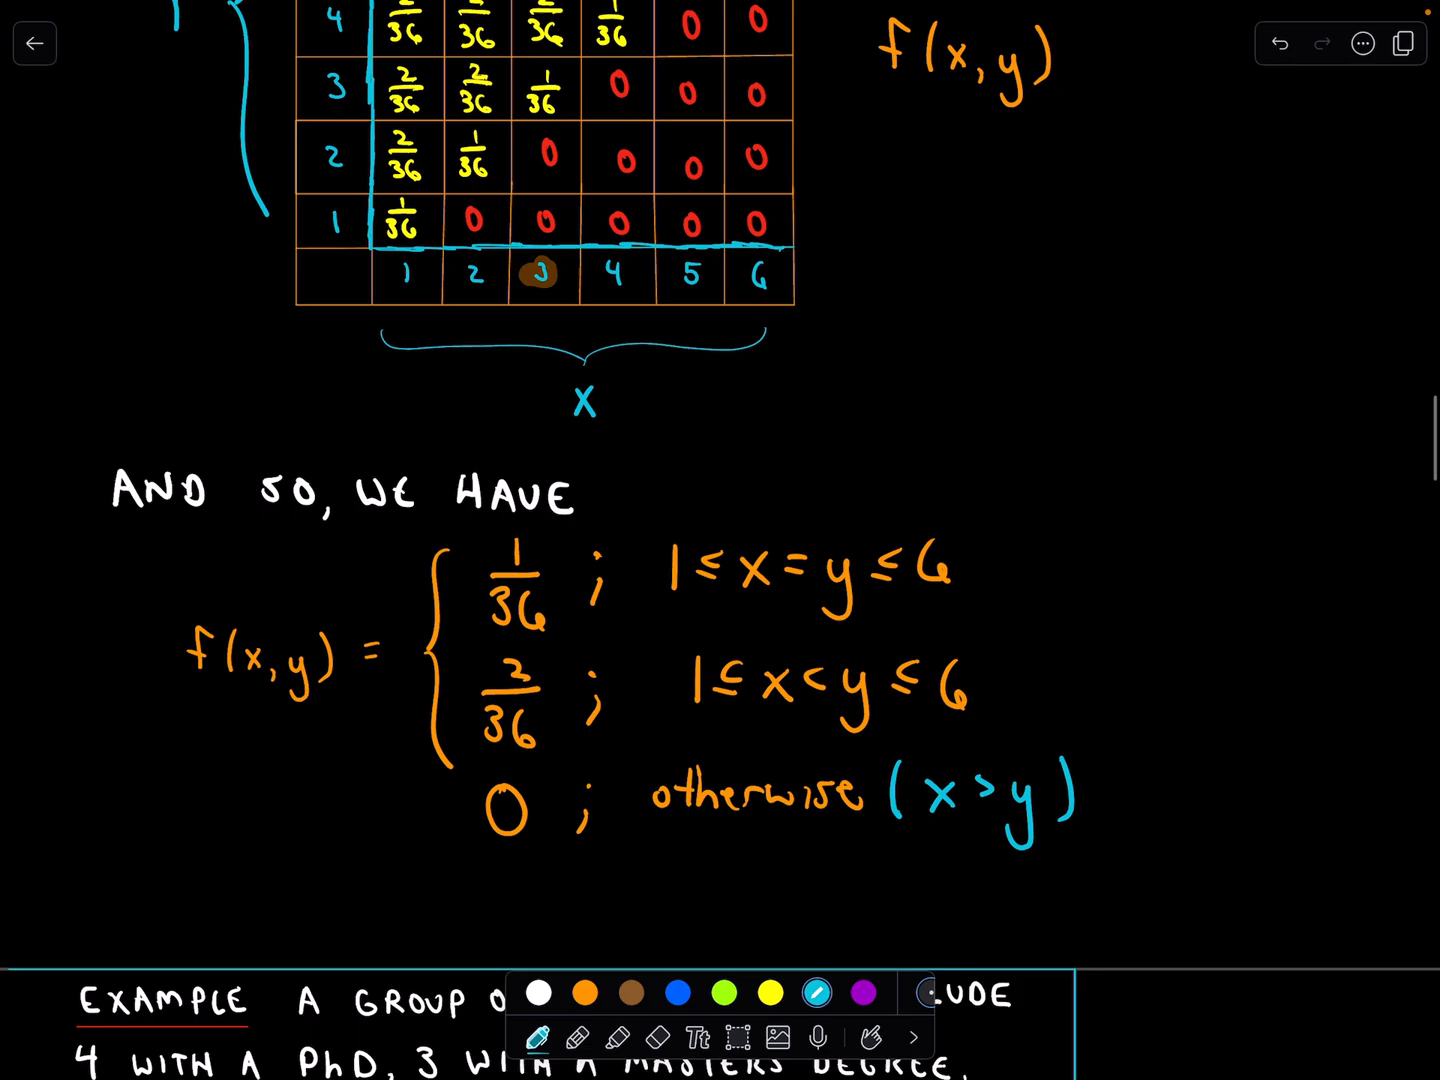 4 2/36 2/36 2/36 1/36 0 0
f(x,y)
3 2/36 2/36 1/36 0 0 0
2 2/36 1/36 0 0 0 0
1 1/36 0 0 0 0 0
1 2 3 4 5 6
X
AND SO, WE HAVE
f(x,y) = { 1/36 ; 1 ≤ x = y ≤ 6
2/36 ; 1 ≤ x < y ≤ 6
0 ; otherwise (x > y)
EXAMPLE A GROUP O LUDE
Tt
4 WITH A PhD, 3 WITH A MASTERS DEGREE,